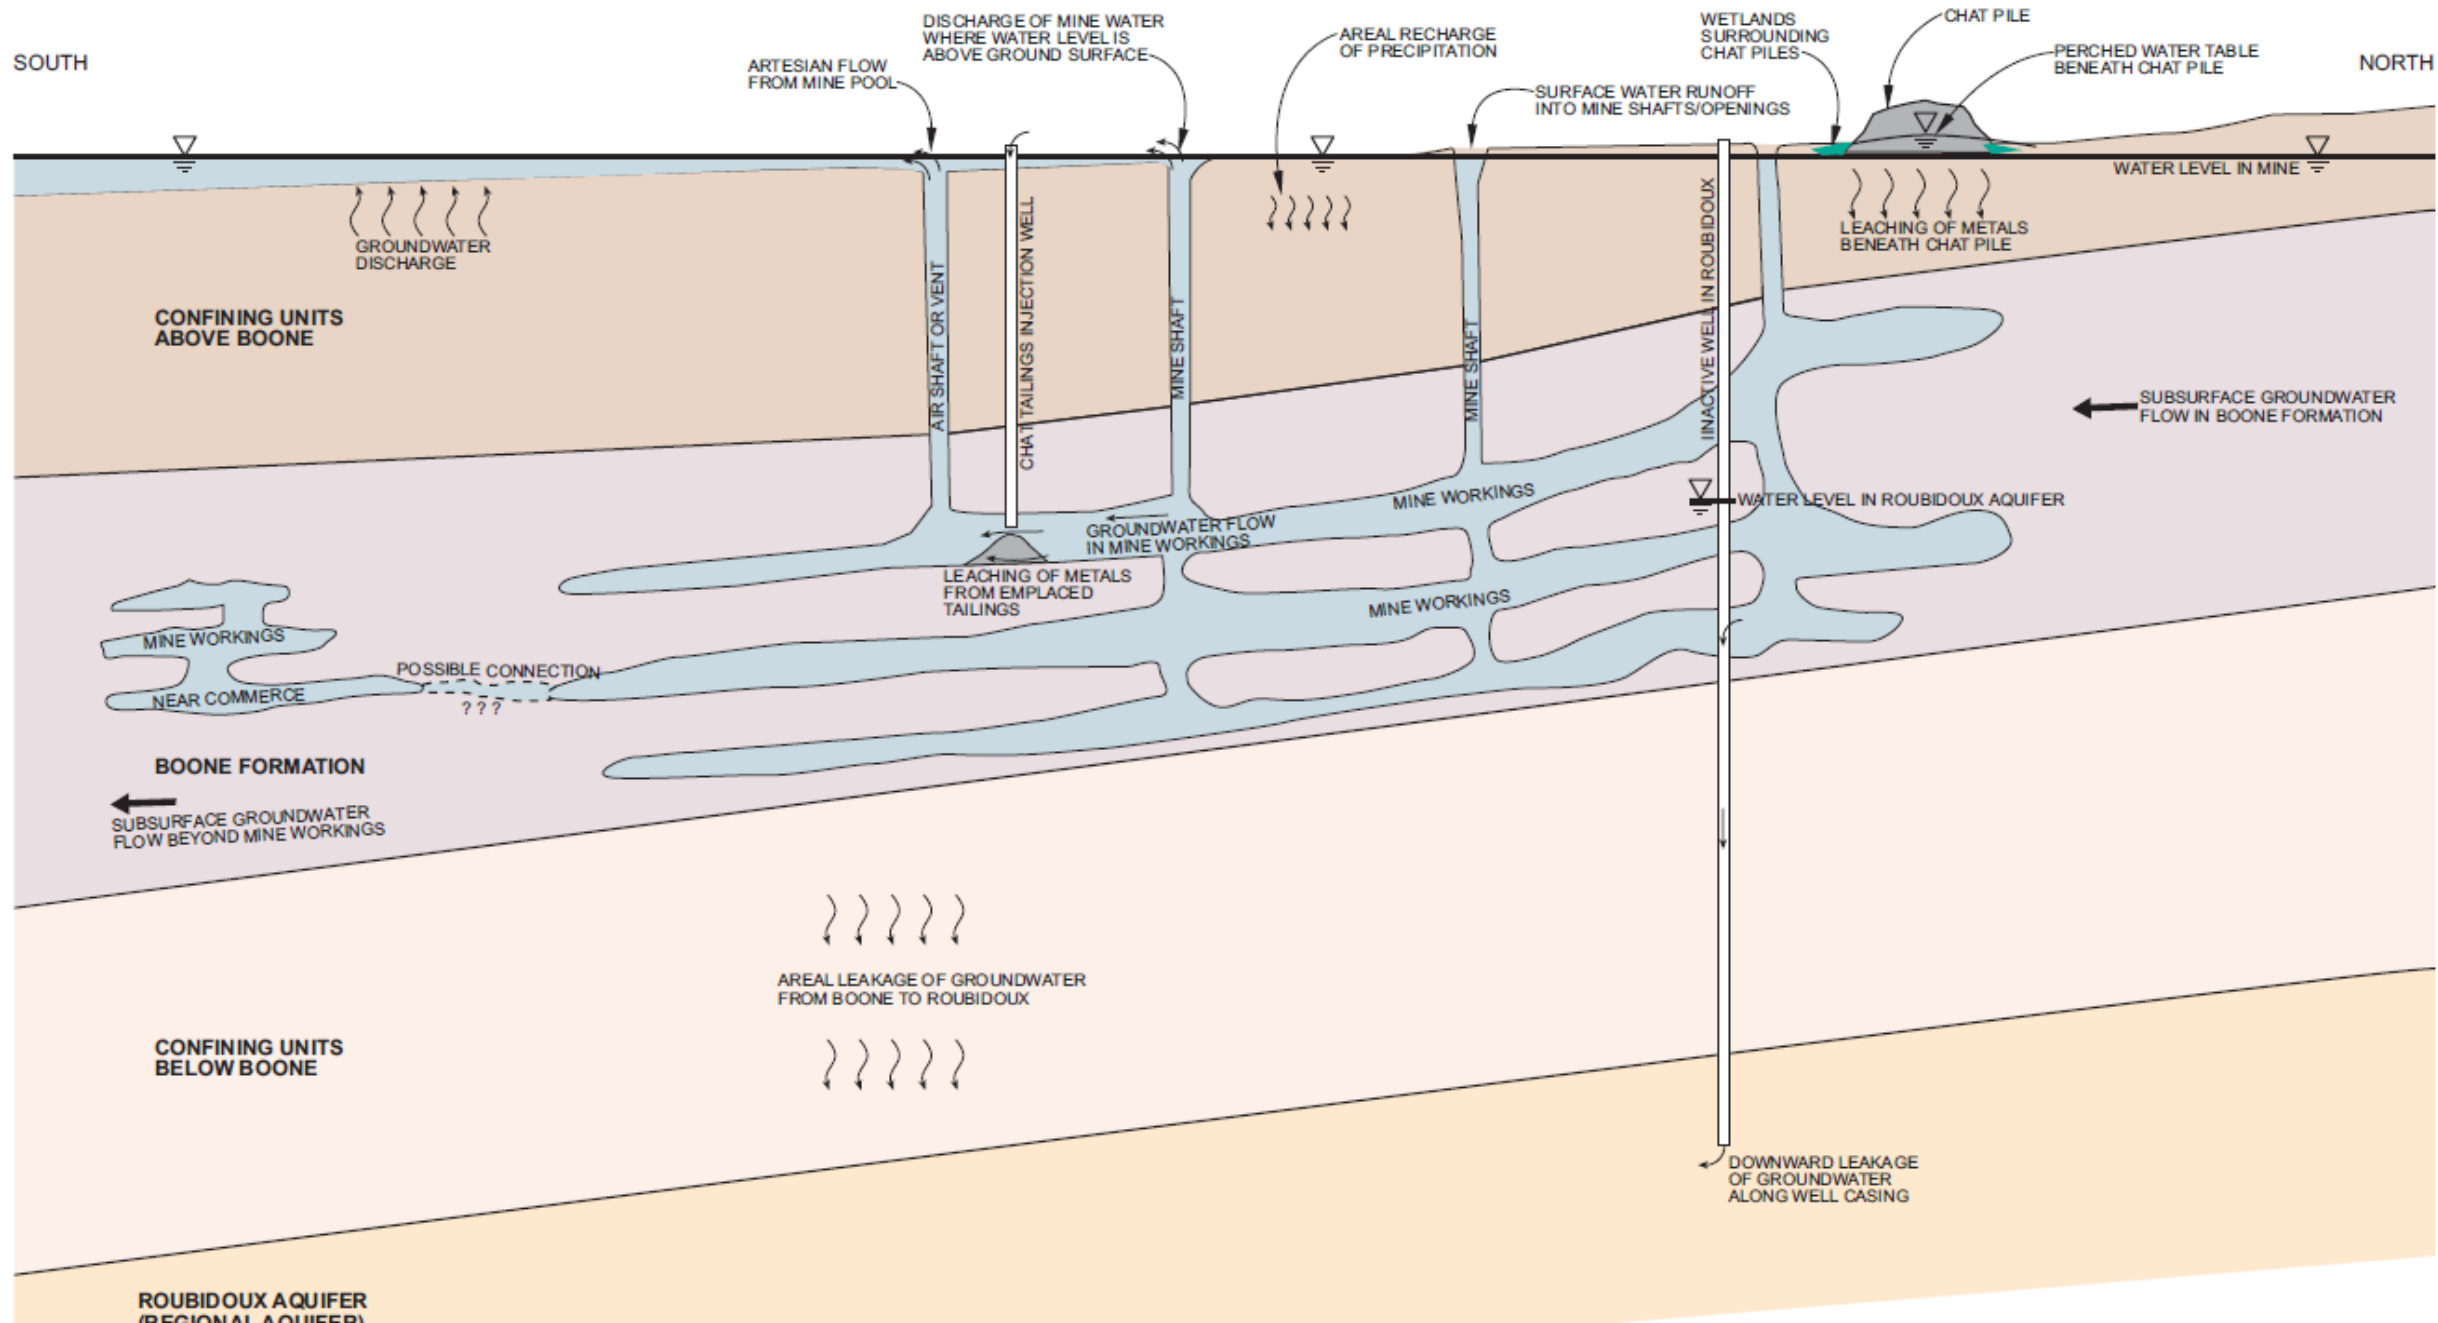 DISCHARGE OF MINE WATER
WHERE WATER LEVEL IS
ABOVE GROUND SURFACE
ARTESIAN FLOW
FROM MINE POOL
AREAL RECHARGE
OF PRECIPITATION
SURFACE WATER RUNOFF
INTO MINE SHAFTS/OPENINGS
WETLANDS
SURROUNDING
CHAT PILES
CHAT PILE
PERCHED WATER TABLE
BENEATH CHAT PILE
SOUTH
NORTH
WATER LEVEL IN MINE
GROUNDWATER
DISCHARGE
LEACHING OF METALS
BENEATH CHAT PILE
CONFINING UNITS
ABOVE BOONE
AIR SHAFT OR VENT
CHAT TAILINGS INJECTION WELL
MINE SHAFT
MINE SHAFT
IINACTIVE WELL IN ROUBIDOUX
SUBSURFACE GROUNDWATER
FLOW IN BOONE FORMATION
MINE WORKINGS
WATER LEVEL IN ROUBIDOUX AQUIFER
GROUNDWATER FLOW
IN MINE WORKINGS
LEACHING OF METALS
FROM EMPLACED
TAILINGS
MINE WORKINGS
MINE WORKINGS
NEAR COMMERCE
POSSIBLE CONNECTION
? ? ?
BOONE FORMATION
SUBSURFACE GROUNDWATER
FLOW BEYOND MINE WORKINGS
AREAL LEAKAGE OF GROUNDWATER
FROM BOONE TO ROUBIDOUX
CONFINING UNITS
BELOW BOONE
DOWNWARD LEAKAGE
OF GROUNDWATER
ALONG WELL CASING
ROUBIDOUX AQUIFER
(REGIONAL AQUIFER)